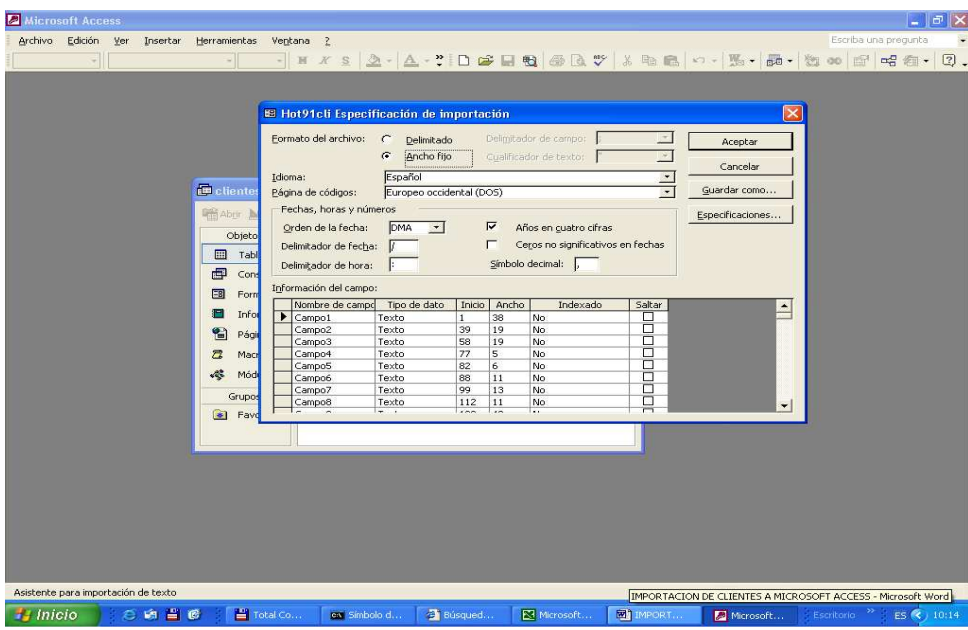 Microsoft Access
Archivo Edición Ver Insertar Herramientas Ventana ? Escriba una pregunta
Hot91cli Especificación de importación
Formato del archivo: Delimitado Delimitador de campo: Aceptar
Ancho fijo Cualificador de texto: Cancelar
Idioma: Español
Página de códigos: Europeo occidental (DOS) Guardar como...
Fechas, horas y números Especificaciones...
Orden de la fecha: DMA Años en cuatro cifras
Delimitador de fecha: / Ceros no significativos en fechas
Delimitador de hora: : Símbolo decimal: ,
Información del campo:
Nombre de campo Tipo de dato Inicio Ancho Indexado Saltar
Campo1 Texto 1 38 No
Campo2 Texto 39 19 No
Campo3 Texto 58 19 No
Campo4 Texto 77 5 No
Campo5 Texto 82 6 No
Campo6 Texto 88 11 No
Campo7 Texto 99 13 No
Campo8 Texto 112 11 No
clientes
Abrir
Objeto
Tabl
Cons
Form
Info
Pági
Macr
Mód
Grupos
Favo
Asistente para importación de texto
IMPORTACION DE CLIENTES A MICROSOFT ACCESS - Microsoft Word
Inicio Total Co... Símbolo d... Búsqued... Microsoft... IMPORT... Microsoft... Escritorio » ES 10:14